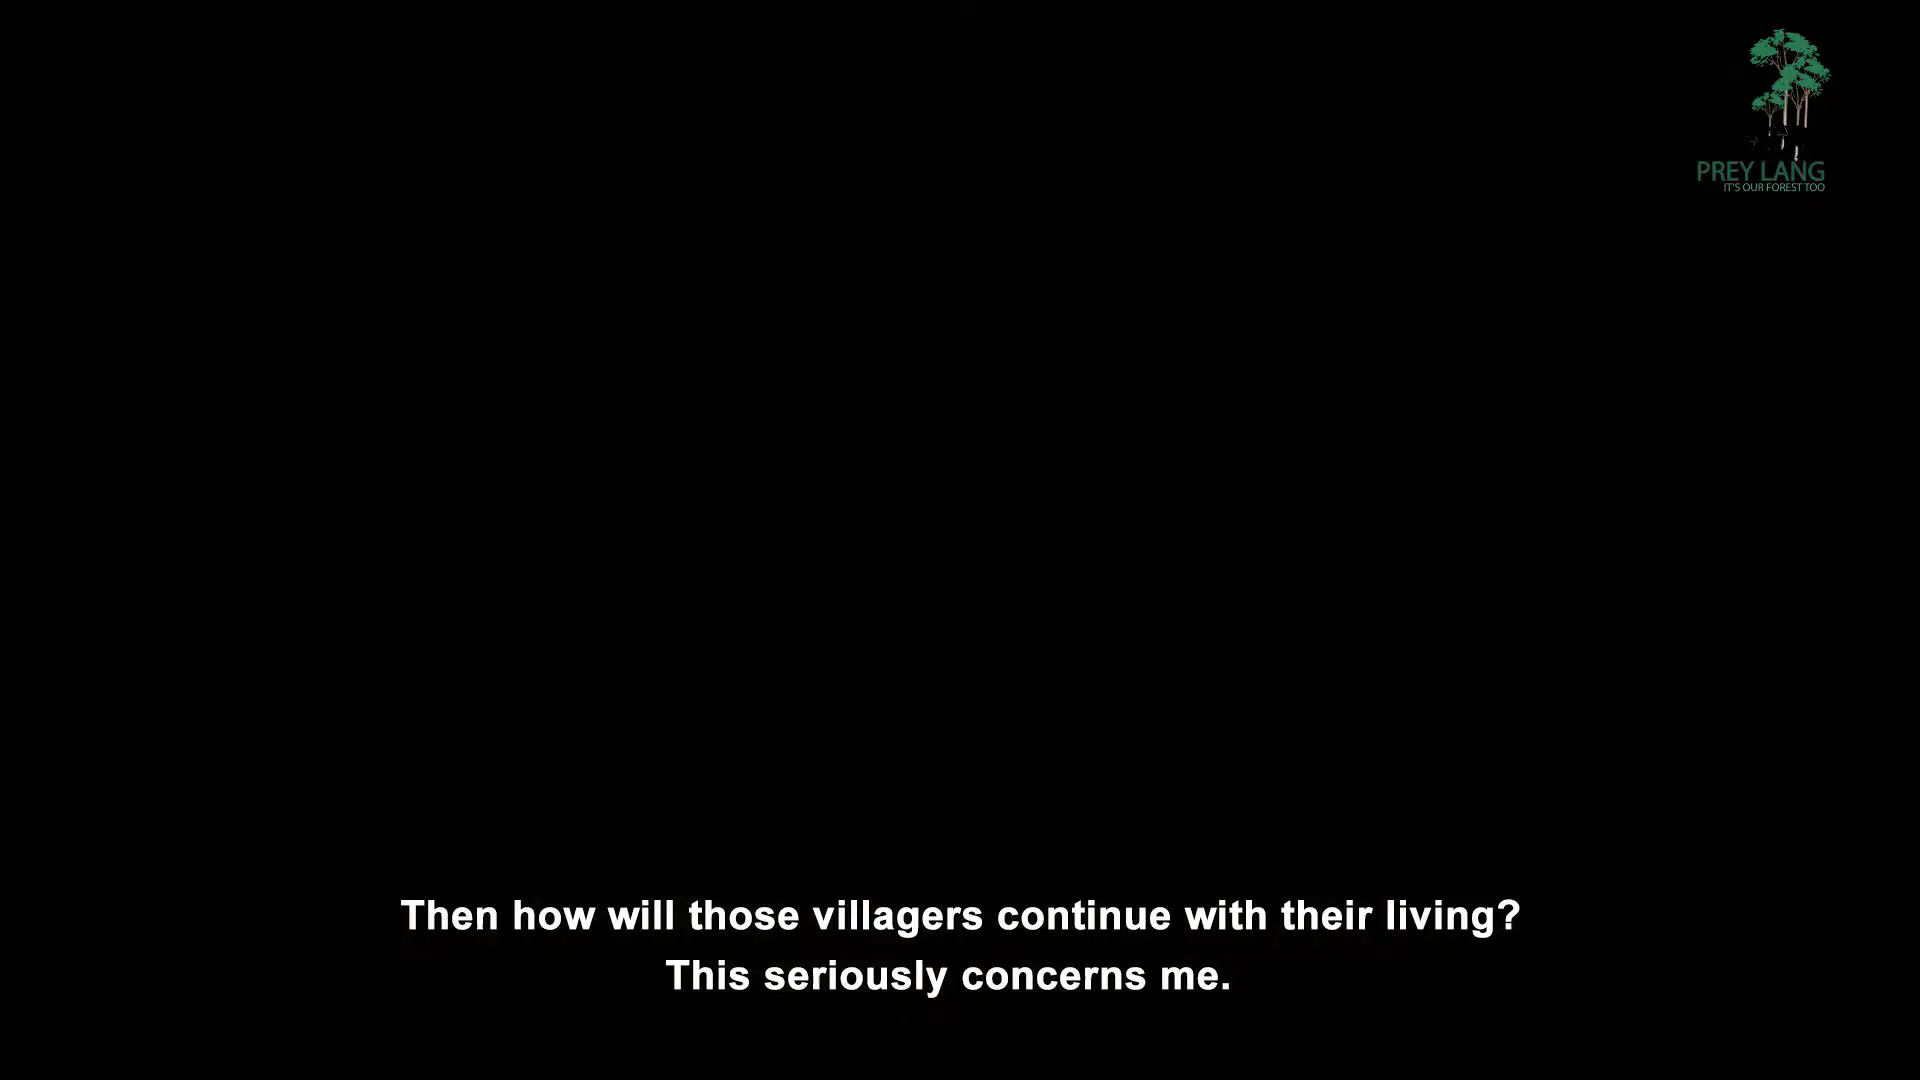 PREY LANG
IT'S OUR FOREST TOO
Then how will those villagers continue with their living?
This seriously concerns me.